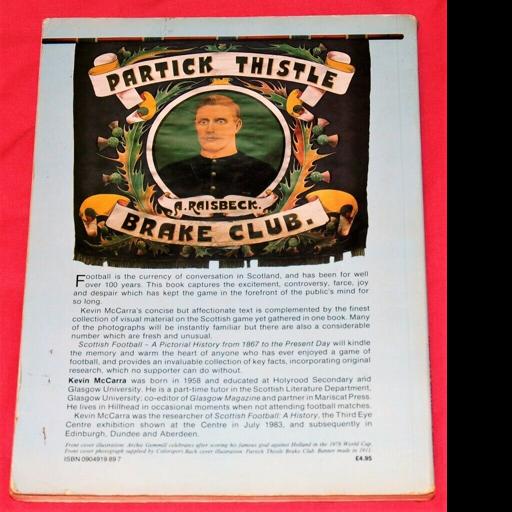 PARTICK THISTLE
A. RAISBECK.
BRAKE CLUB.
Football is the currency of conversation in Scotland, and has been for well
over 100 years. This book captures the excitement, controversy, farce, joy
and despair which has kept the game in the forefront of the public's mind for
so long.
Kevin McCarra's concise but affectionate text is complemented by the finest
collection of visual material on the Scottish game yet gathered in one book. Many
of the photographs will be instantly familiar but there are also a considerable
number which are fresh and unusual.
Scottish Football – A Pictorial History from 1867 to the Present Day will kindle
the memory and warm the heart of anyone who has ever enjoyed a game of
football, and provides an invaluable collection of key facts, incorporating original
research, which no supporter can do without.
Kevin McCarra was born in 1958 and educated at Holyrood Secondary and
Glasgow University. He is a part-time tutor in the Scottish Literature Department,
Glasgow University; co-editor of Glasgow Magazine and partner in Mariscat Press.
He lives in Hillhead in occasional moments when not attending football matches.
Kevin McCarra was the researcher of Scottish Football: A History, the Third Eye
Centre exhibition shown at the Centre in July 1983, and subsequently in
Edinburgh, Dundee and Aberdeen.
Front cover illustration: Archie Gemmill celebrates after scoring his famous goal against Holland in the 1978 World Cup.
Front cover photograph supplied by Colorsport. Back cover illustration: Partick Thistle Brake Club Banner made in 1911.
ISBN 0904919 89 7
£4.95